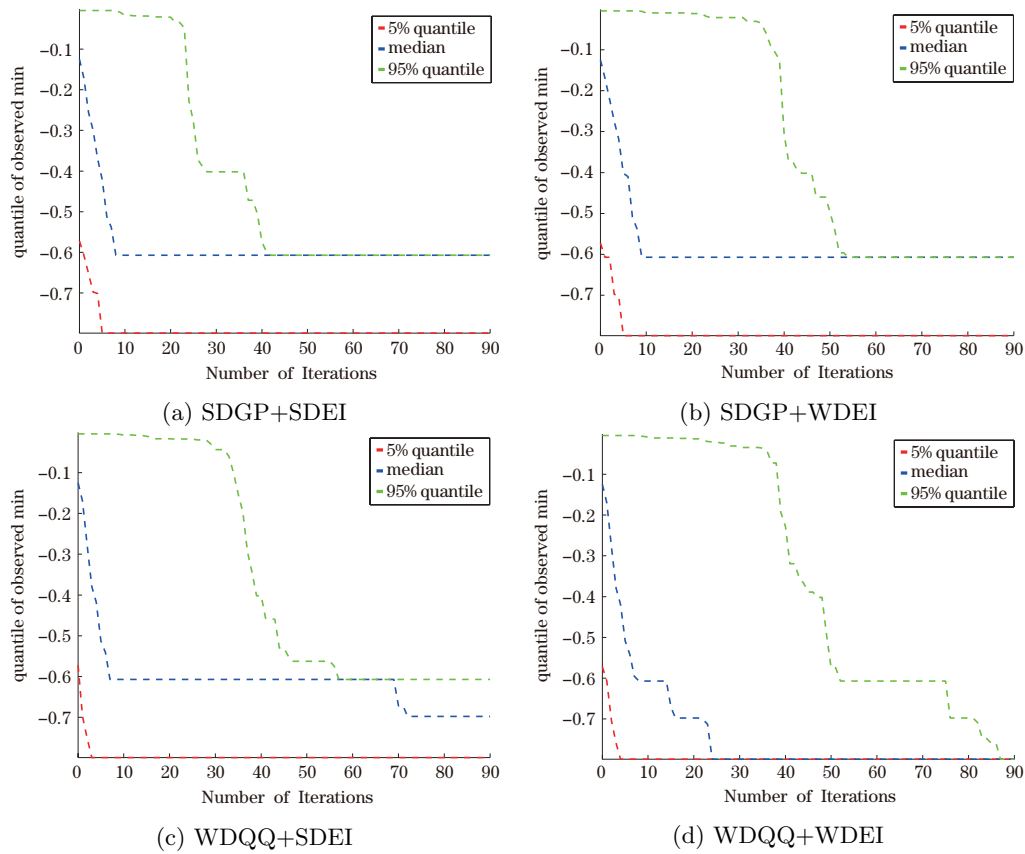 5% quantile
median
95% quantile
quantile of observed min
−0.1
−0.2
−0.3
−0.4
−0.5
−0.6
−0.7
0 10 20 30 40 50 60 70 80 90
Number of Iterations
(a) SDGP+SDEI
5% quantile
median
95% quantile
quantile of observed min
−0.1
−0.2
−0.3
−0.4
−0.5
−0.6
−0.7
0 10 20 30 40 50 60 70 80 90
Number of Iterations
(b) SDGP+WDEI
5% quantile
median
95% quantile
quantile of observed min
−0.1
−0.2
−0.3
−0.4
−0.5
−0.6
−0.7
0 10 20 30 40 50 60 70 80 90
Number of Iterations
(c) WDQQ+SDEI
5% quantile
median
95% quantile
quantile of observed min
−0.1
−0.2
−0.3
−0.4
−0.5
−0.6
−0.7
0 10 20 30 40 50 60 70 80 90
Number of Iterations
(d) WDQQ+WDEI